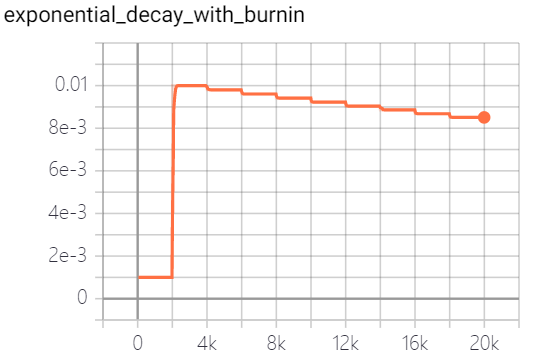 exponential_decay_with_burnin
0.01
8e-3
6e-3
4e-3
2e-3
0
0 4k 8k 12k 16k 20k